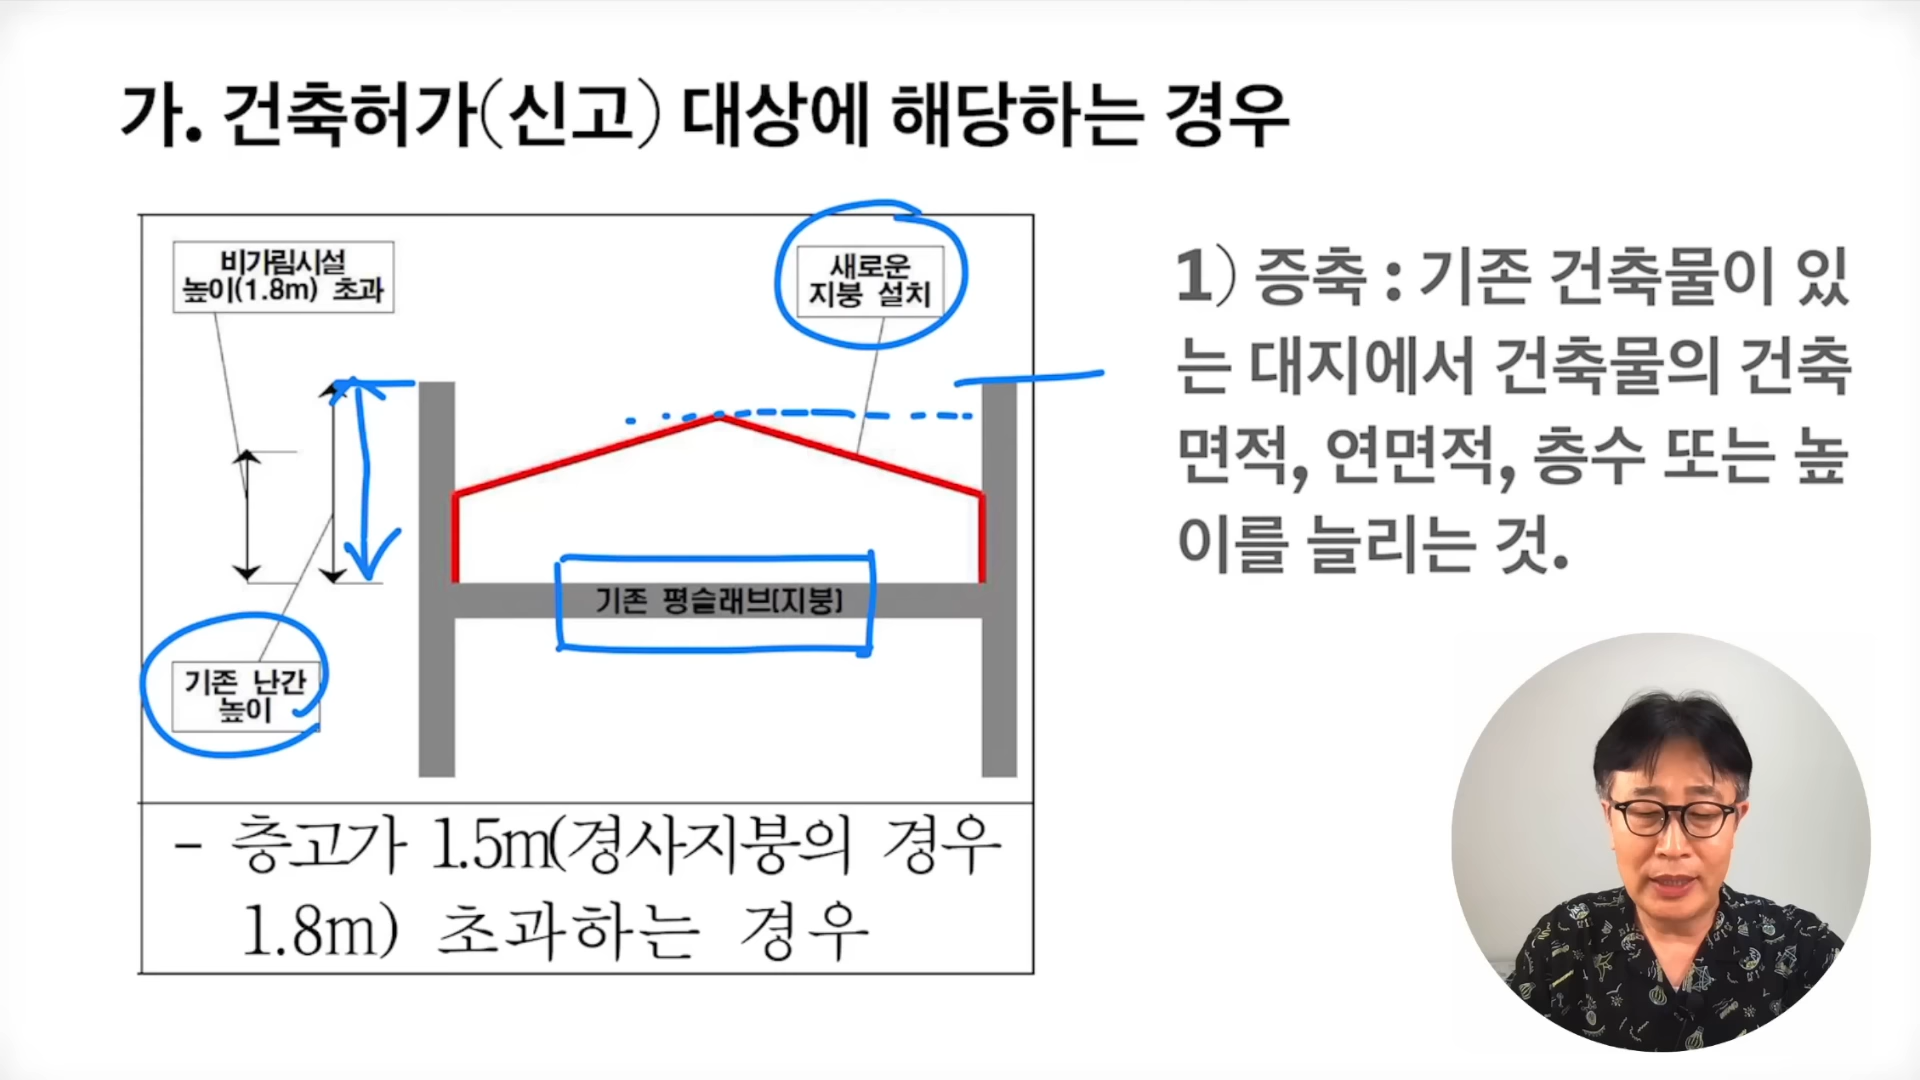 가. 건축허가(신고) 대상에 해당하는 경우
비가림시설
높이(1.8m) 초과
새로운
지붕 설치
기존 평슬래브(지붕)
기존 난간
높이
- 층고가 1.5m(경사지붕의 경우
1.8m) 초과하는 경우
1) 증축 : 기존 건축물이 있
는 대지에서 건축물의 건축
면적, 연면적, 층수 또는 높
이를 늘리는 것.